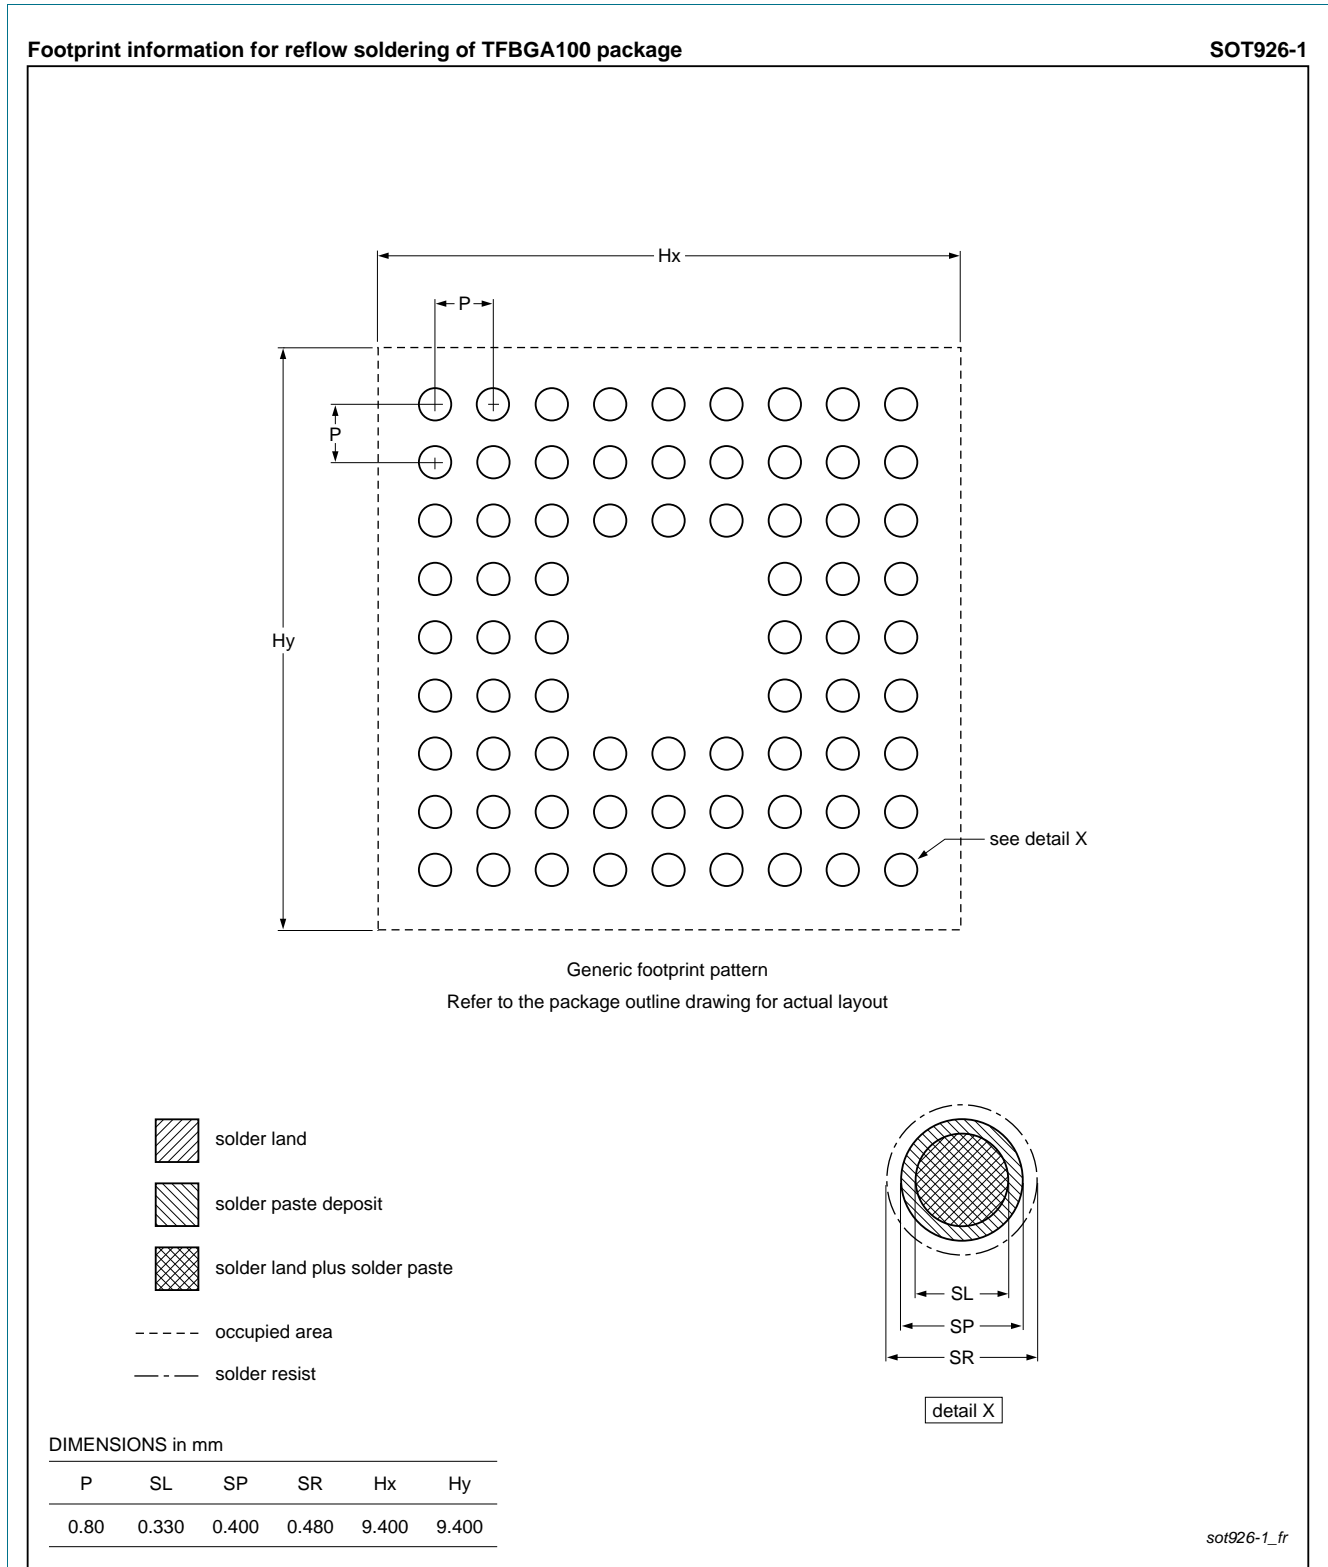 Footprint information for reflow soldering of TFBGA100 package SOT926-1
Hx
P
P
Hy
see detail X
Generic footprint pattern
Refer to the package outline drawing for actual layout
solder land
solder paste deposit
solder land plus solder paste
occupied area
solder resist
SL
SP
SR
detail X
DIMENSIONS in mm
P SL SP SR Hx Hy
0.80 0.330 0.400 0.480 9.400 9.400
sot926-1_fr